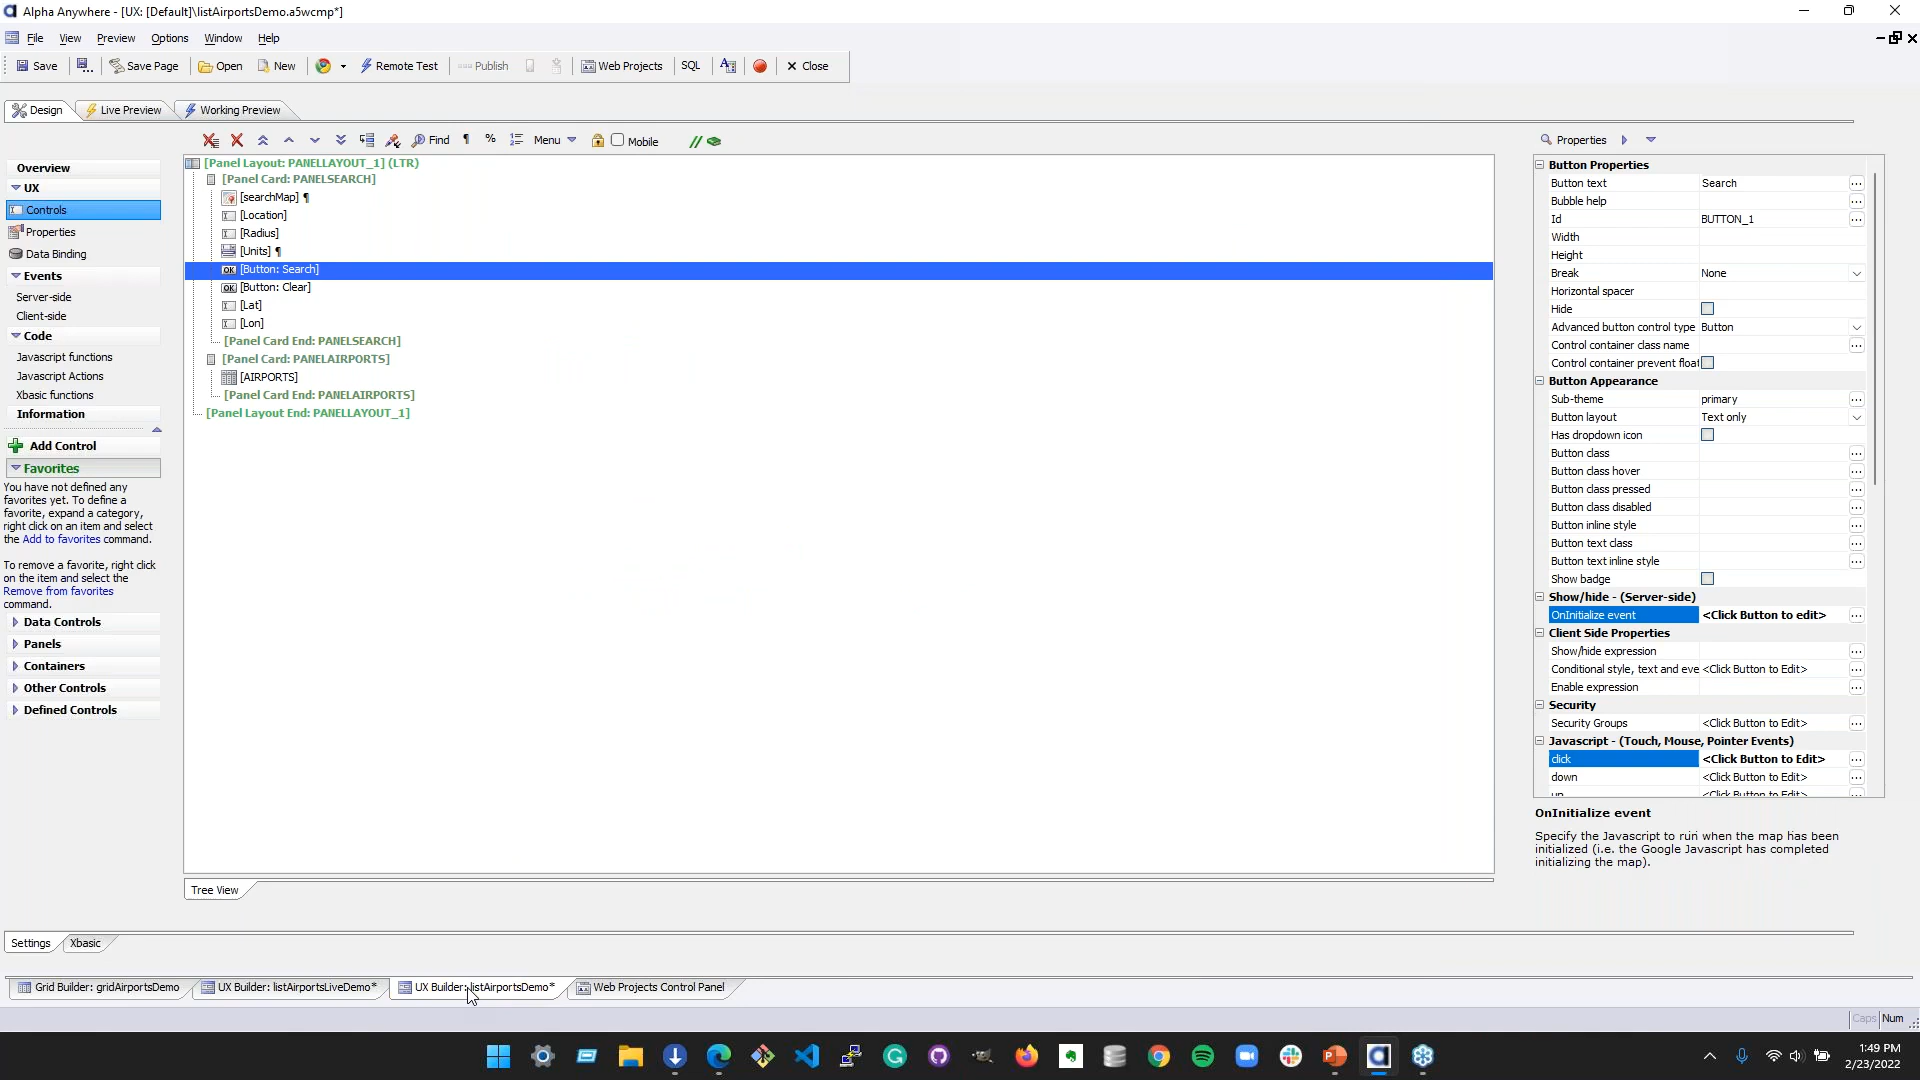 Alpha Anywhere - [UX: [Default]\listAirportsDemo.a5wcmp*]
File View Preview Options Window Help
Save Save Page Open New Remote Test Publish Web Projects SQL Close
Design Live Preview Working Preview
Find ¶ % Menu Mobile Properties
Overview
UX
Controls
Properties
Data Binding
Events
Server-side
Client-side
Code
Javascript functions
Javascript Actions
Xbasic functions
Information
Add Control
Favorites
You have not defined any
favorites yet. To define a
favorite, expand a category,
right click on an item and select
the Add to favorites command.
To remove a favorite, right click
on the item and select the
Remove from favorites
command.
Data Controls
Panels
Containers
Other Controls
Defined Controls
[Panel Layout: PANELLAYOUT_1] (LTR)
[Panel Card: PANELSEARCH]
[searchMap] ¶
[Location]
[Radius]
[Units] ¶
OK [Button: Search]
OK [Button: Clear]
[Lat]
[Lon]
[Panel Card End: PANELSEARCH]
[Panel Card: PANELAIRPORTS]
[AIRPORTS]
[Panel Card End: PANELAIRPORTS]
[Panel Layout End: PANELLAYOUT_1]
Tree View
Button Properties
Button text Search
Bubble help
Id BUTTON_1
Width
Height
Break None
Horizontal spacer
Hide
Advanced button control type Button
Control container class name
Control container prevent float
Button Appearance
Sub-theme primary
Button layout Text only
Has dropdown icon
Button class
Button class hover
Button class pressed
Button class disabled
Button inline style
Button text class
Button text inline style
Show badge
Show/hide - (Server-side)
OnInitialize event <Click Button to edit>
Client Side Properties
Show/hide expression
Conditional style, text and eve <Click Button to Edit>
Enable expression
Security
Security Groups <Click Button to Edit>
Javascript - (Touch, Mouse, Pointer Events)
click <Click Button to Edit>
down <Click Button to Edit>
up <Click Button to Edit>
OnInitialize event
Specify the Javascript to run when the map has been
initialized (i.e. the Google Javascript has completed
initializing the map).
Settings Xbasic
Grid Builder: gridAirportsDemo UX Builder: listAirportsLiveDemo* UX Builder: listAirportsDemo* Web Projects Control Panel
Caps Num
1:49 PM
2/23/2022